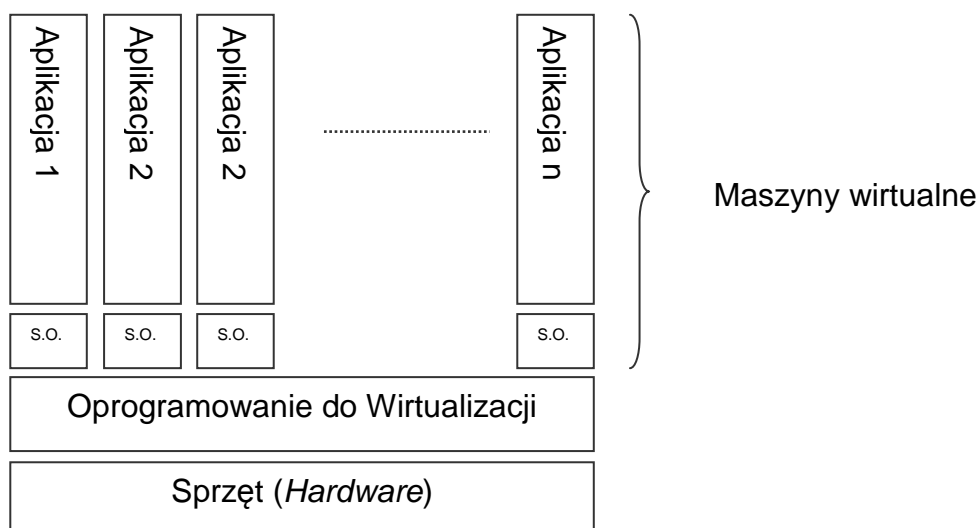 Aplikacja 1
Aplikacja 2
Aplikacja 2
Aplikacja n
Maszyny wirtualne
S.O.
S.O.
S.O.
S.O.
Oprogramowanie do Wirtualizacji
Sprzęt (Hardware)